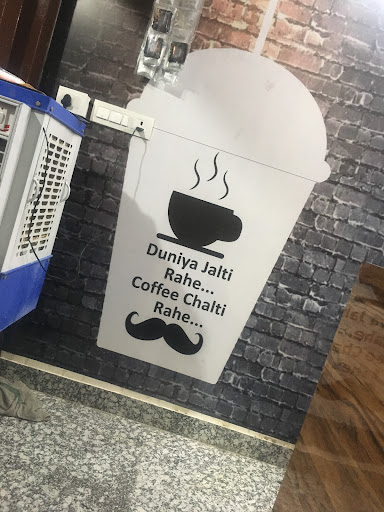 Duniya Jalti
Rahe...
Coffee Chalti
Rahe...